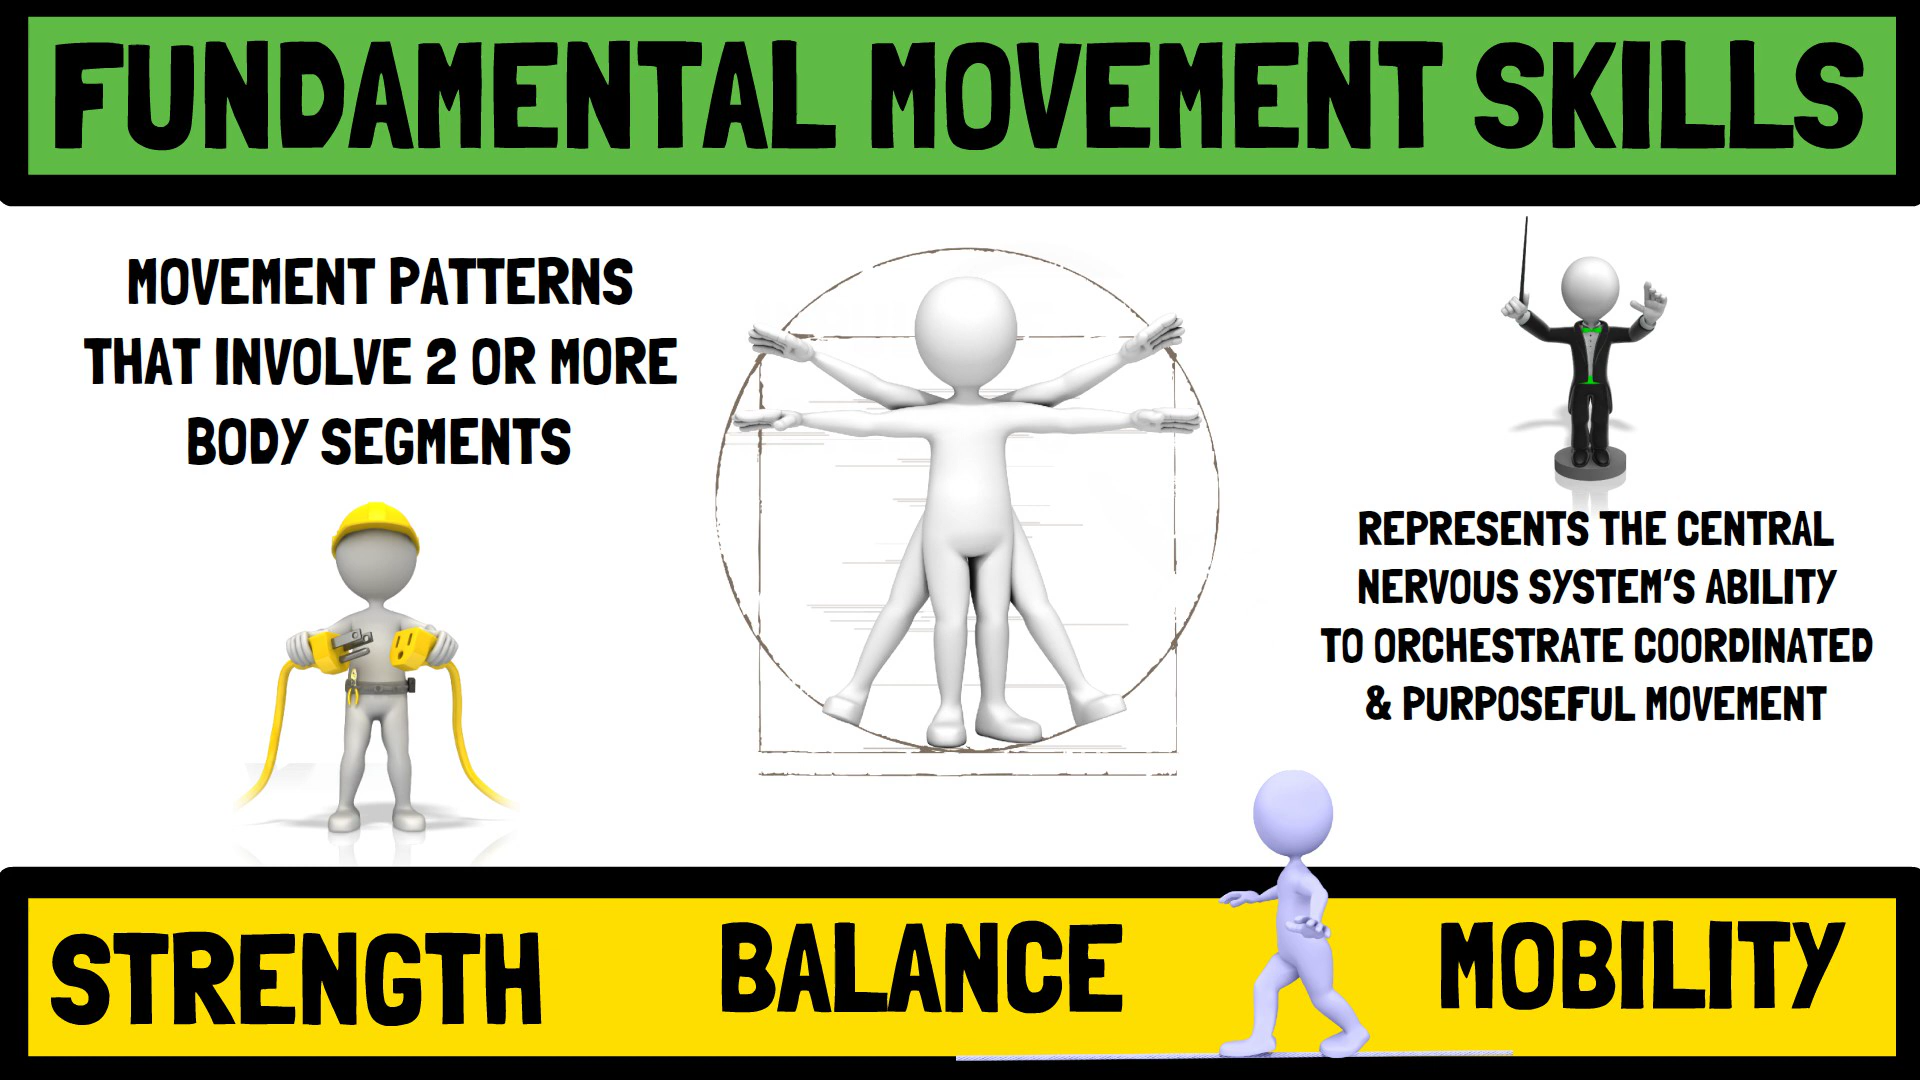 FUNDAMENTAL MOVEMENT SKILLS
MOVEMENT PATTERNS
THAT INVOLVE 2 OR MORE
BODY SEGMENTS
REPRESENTS THE CENTRAL
NERVOUS SYSTEM'S ABILITY
TO ORCHESTRATE COORDINATED
& PURPOSEFUL MOVEMENT
STRENGTH BALANCE MOBILITY